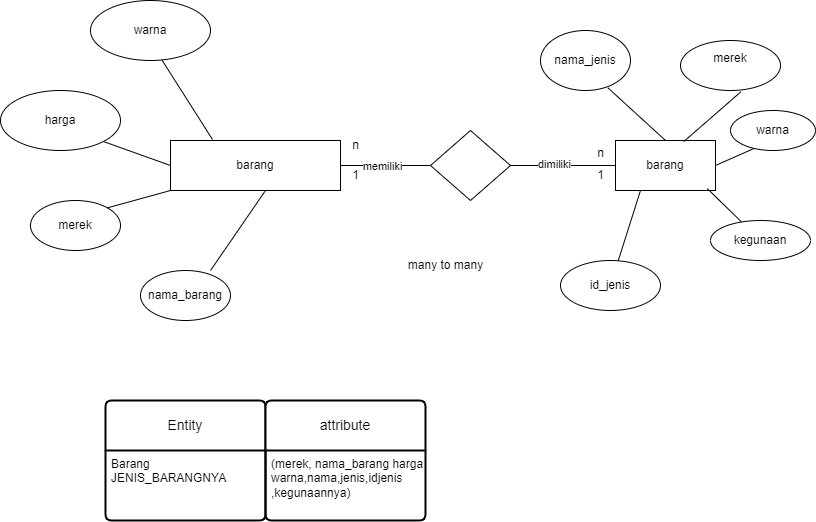 warna
nama_jenis
merek
harga
warna
n
n
barang
memiliki
dimiliki
barang
1
1
merek
kegunaan
many to many
id_jenis
nama_barang
Entity
attribute
Barang
JENIS_BARANGNYA
(merek, nama_barang harga
warna,nama,jenis,idjenis
,kegunaannya)